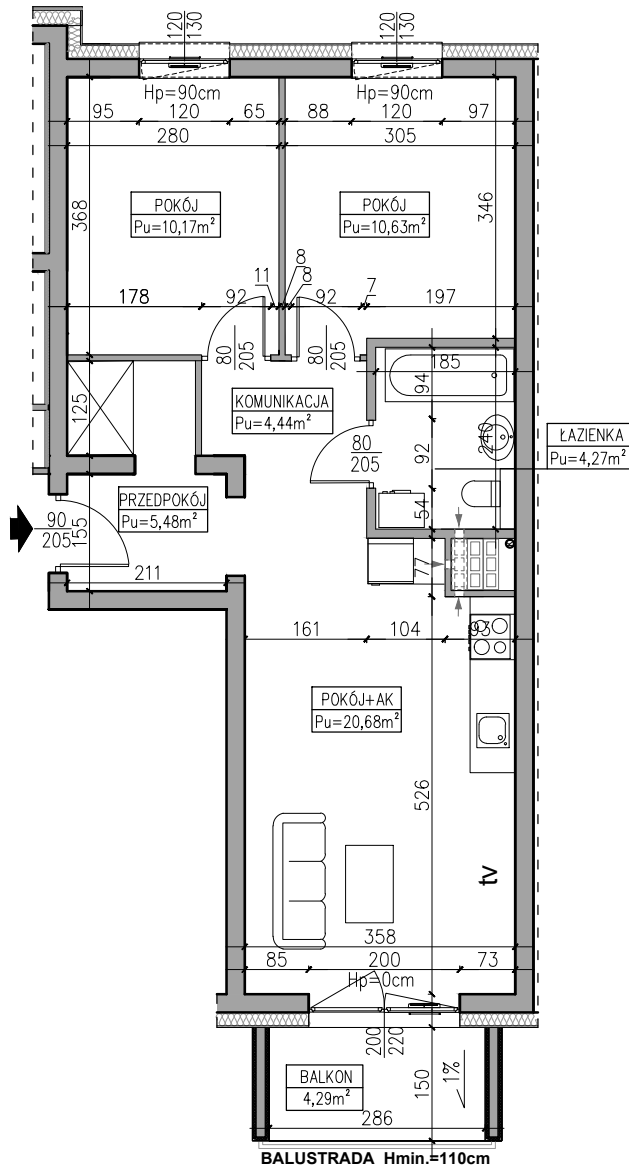 120
130
120
130
Hp=90cm
Hp=90cm
95
120
65
88
120
97
280
305
POKÓJ
Pu=10,17m²
POKÓJ
Pu=10,63m²
368
346
11
8
8
7
178
92
92
197
80
205
80
205
185
94
KOMUNIKACJA
Pu=4,44m²
125
240
ŁAZIENKA
Pu=4,27m²
80
205
92
PRZEDPOKÓJ
Pu=5,48m²
54
90
205
155
211
77
161
104
93
POKÓJ+AK
Pu=20,68m²
526
tv
358
85
200
73
Hp=0cm
200
220
BALKON
4,29m²
150
1%
286
BALUSTRADA Hmin.=110cm